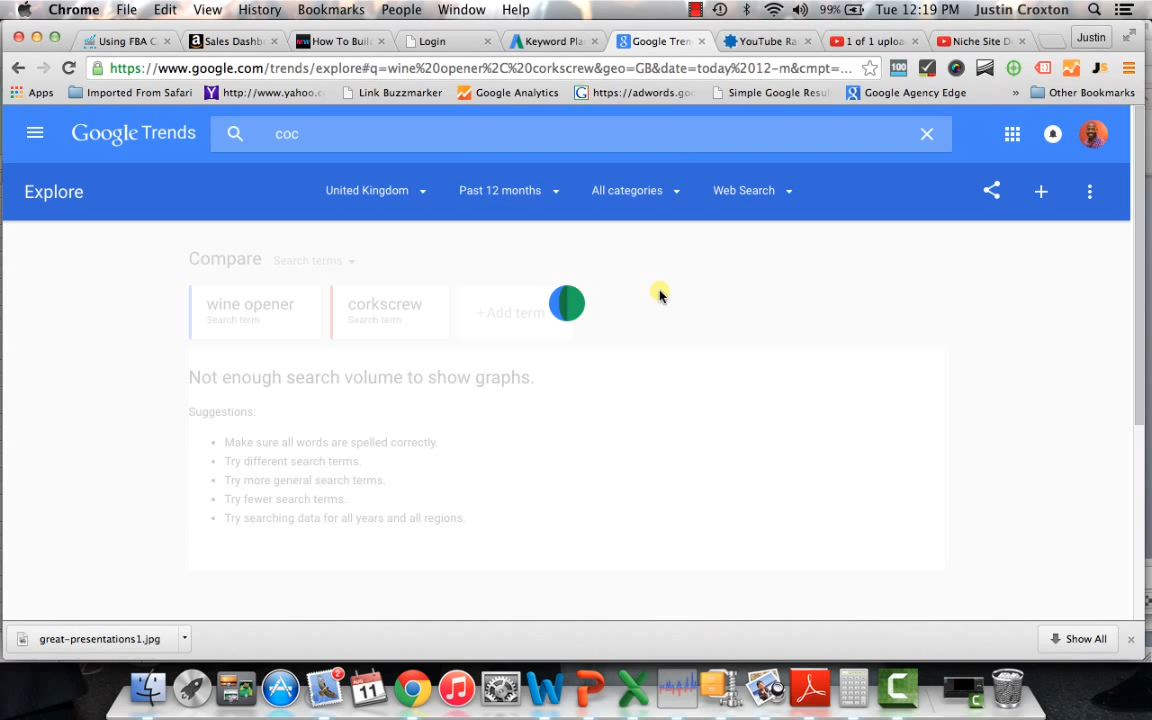 Chrome File Edit View History Bookmarks People Window Help 99% Tue 12:19 PM Justin Croxton
Using FBA C
Sales Dashb
How To Buil
Login
Keyword Pla
Google Tren
YouTube Ra
1 of 1 uploa
Niche Site D
Justin
https://www.google.com/trends/explore#q=wine%20opener%2C%20corkscrew&geo=GB&date=today%2012-m&cmpt=...
100
Apps Imported From Safari http://www.yahoo.c Link Buzzmarker Google Analytics https://adwords.goo Simple Google Resul Google Agency Edge » Other Bookmarks
Google Trends coc
Explore United Kingdom Past 12 months All categories Web Search
Compare Search terms
wine opener corkscrew +Add term
Search term Search term
Not enough search volume to show graphs.
Suggestions:
Make sure all words are spelled correctly.
Try different search terms.
Try more general search terms.
Try fewer search terms.
Try searching data for all years and all regions.
great-presentations1.jpg Show All
2
AUG
11